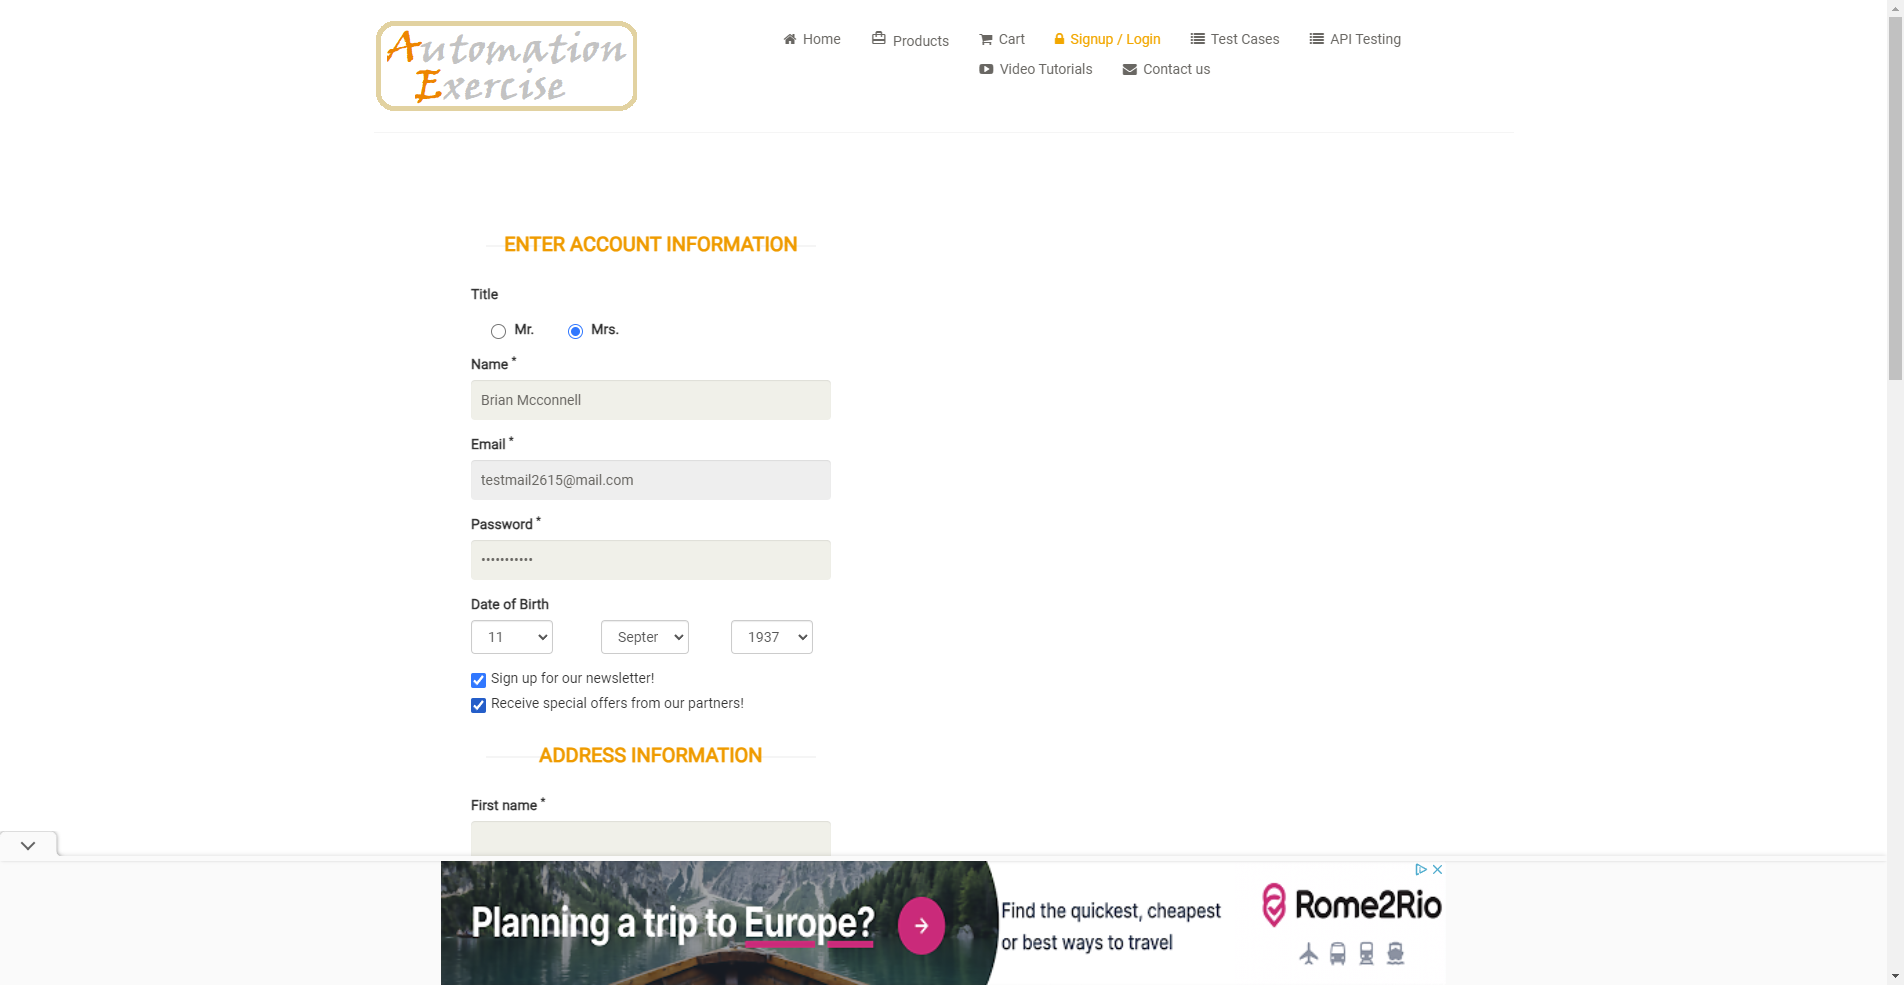 Automation
Exercise
Home
Products
Cart
Signup / Login
Test Cases
API Testing
Video Tutorials
Contact us
ENTER ACCOUNT INFORMATION
Title
Mr.
Mrs.
Name *
Brian Mcconnell
Email *
testmail2615@mail.com
Password *
•••••••••••
Date of Birth
11
Septer
1937
Sign up for our newsletter!
Receive special offers from our partners!
ADDRESS INFORMATION
First name *
Planning a trip to Europe?
Find the quickest, cheapest
or best ways to travel
Rome2Rio